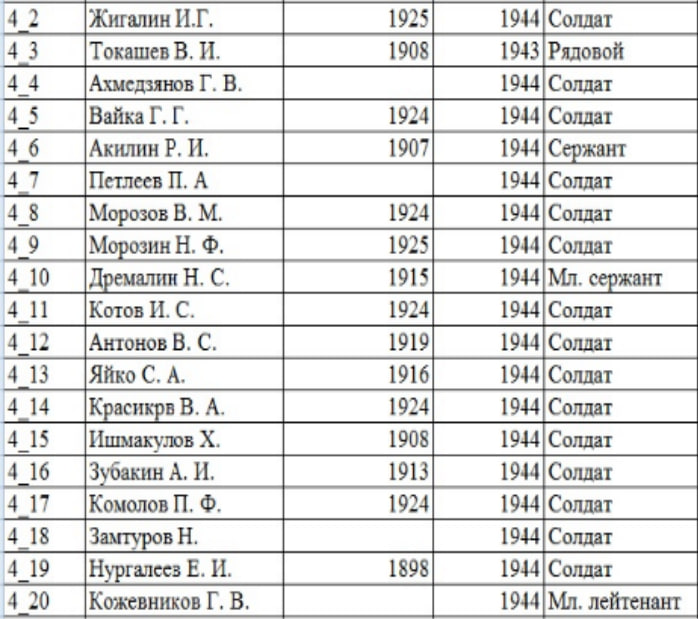 4_2 Жигалин И.Г. 1925 1944 Солдат
4_3 Токашев В. И. 1908 1943 Рядовой
4_4 Ахмедзянов Г. В. 1944 Солдат
4_5 Вайка Г. Г. 1924 1944 Солдат
4_6 Акилин Р. И. 1907 1944 Сержант
4_7 Петлеев П. А 1944 Солдат
4_8 Морозов В. М. 1924 1944 Солдат
4_9 Морозин Н. Ф. 1925 1944 Солдат
4_10 Дремалин Н. С. 1915 1944 Мл. сержант
4_11 Котов И. С. 1924 1944 Солдат
4_12 Антонов В. С. 1919 1944 Солдат
4_13 Яйко С. А. 1916 1944 Солдат
4_14 Красикрв В. А. 1924 1944 Солдат
4_15 Ишмакулов Х. 1908 1944 Солдат
4_16 Зубакин А. И. 1913 1944 Солдат
4_17 Комолов П. Ф. 1924 1944 Солдат
4_18 Замтуров Н. 1944 Солдат
4_19 Нургалеев Е. И. 1898 1944 Солдат
4_20 Кожевников Г. В. 1944 Мл. лейтенант